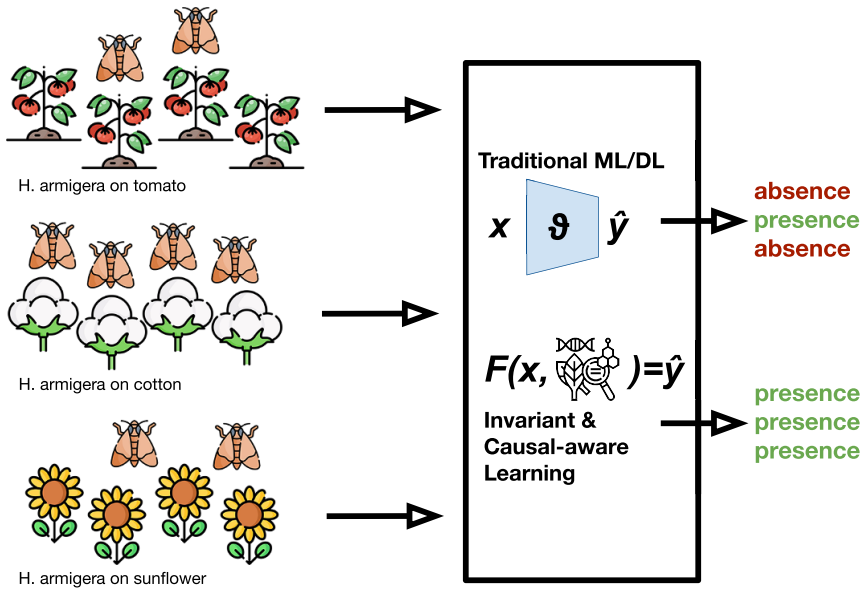 H. armigera on tomato
H. armigera on cotton
H. armigera on sunflower
Traditional ML/DL
x ϑ ŷ
F(x, )=ŷ
Invariant &
Causal-aware
Learning
absence
presence
absence
presence
presence
presence